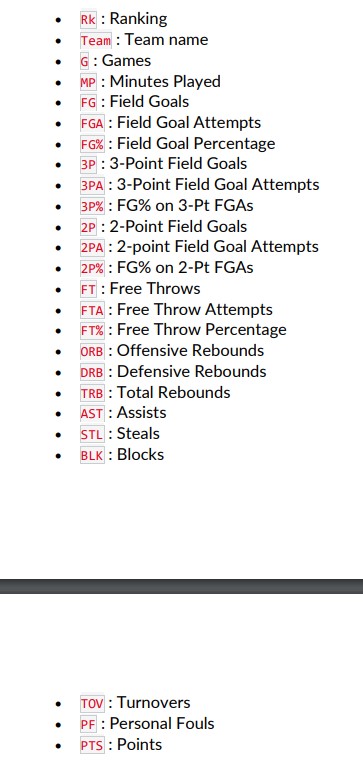 • Rk : Ranking
• Team : Team name
• G : Games
• MP : Minutes Played
• FG : Field Goals
• FGA : Field Goal Attempts
• FG% : Field Goal Percentage
• 3P : 3-Point Field Goals
• 3PA : 3-Point Field Goal Attempts
• 3P% : FG% on 3-Pt FGAs
• 2P : 2-Point Field Goals
• 2PA : 2-point Field Goal Attempts
• 2P% : FG% on 2-Pt FGAs
• FT : Free Throws
• FTA : Free Throw Attempts
• FT% : Free Throw Percentage
• ORB : Offensive Rebounds
• DRB : Defensive Rebounds
• TRB : Total Rebounds
• AST : Assists
• STL : Steals
• BLK : Blocks
• TOV : Turnovers
• PF : Personal Fouls
• PTS : Points